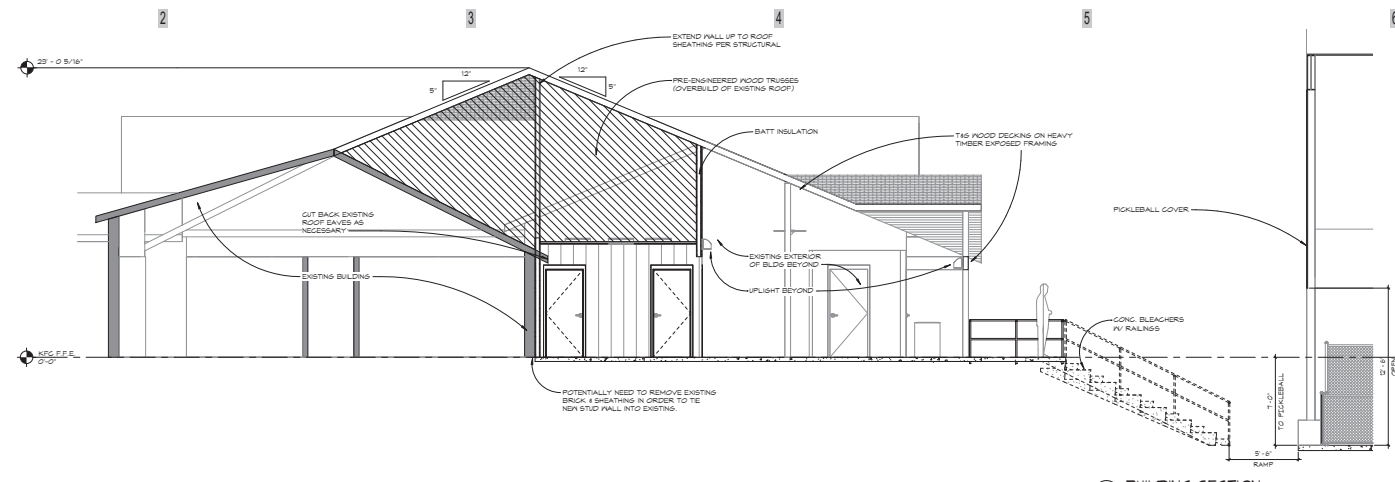 2
3
4
5
6
EXTEND WALL UP TO ROOF
SHEATHING PER STRUCTURAL
23' - 0 5/16"
12"
5"
12"
5"
PRE-ENGINEERED WOOD TRUSSES
(OVERBUILD OF EXISTING ROOF)
BATT INSULATION
T&G WOOD DECKING ON HEAVY
TIMBER EXPOSED FRAMING
CUT BACK EXISTING
ROOF EAVES AS
NECESSARY
PICKLEBALL COVER
EXISTING EXTERIOR
OF BLDG BEYOND
EXISTING BUILDING
UPLIGHT BEYOND
CONC. BLEACHERS
W/ RAILINGS
KFC F.F.E.
0'-0"
POTENTIALLY NEED TO REMOVE EXISTING
BRICK & SHEATHING IN ORDER TO TIE
NEW STUD WALL INTO EXISTING.
7'-0"
TO PICKLEBALL
12'-6"
OPEN
5'-6"
RAMP
BUILDING SECTION